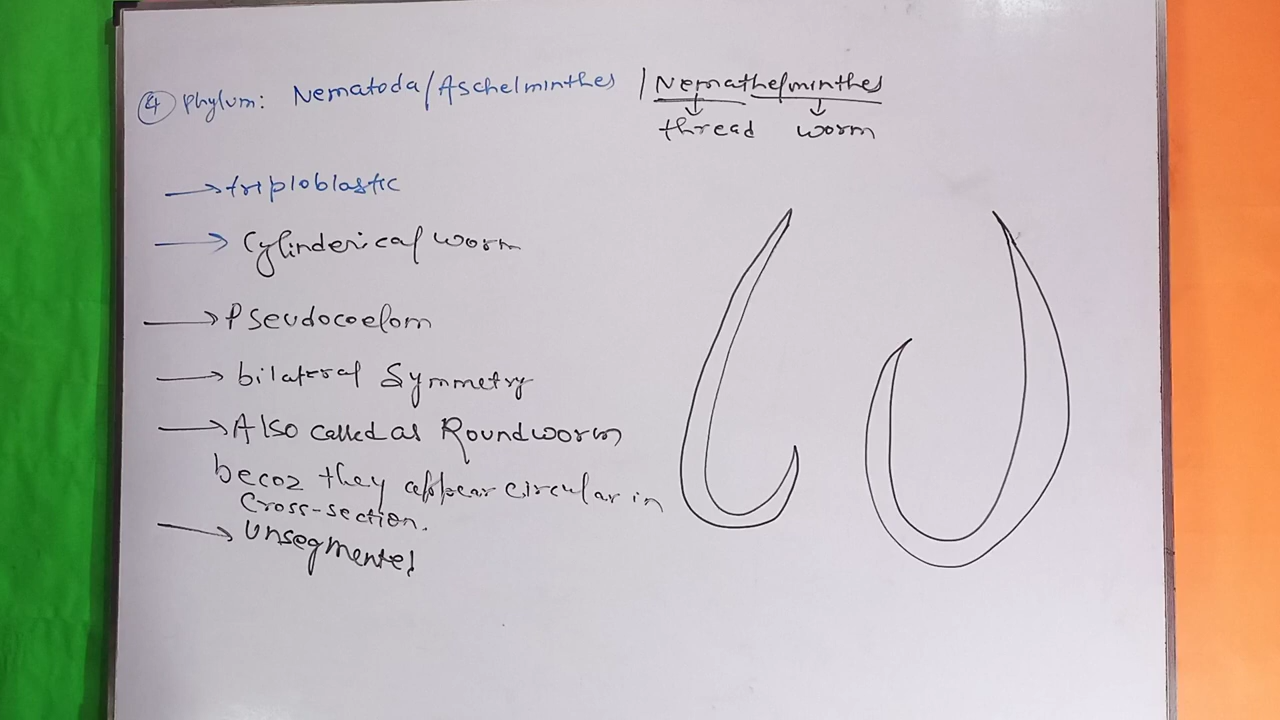 ④ Phylum: Nematoda/Aschelminthes / Nemathelminthes
thread worm
→ triploblastic
→ Cylinderical worm
→ Pseudocoelom
→ bilateral Symmetry
→ Also called as Roundworm
becoz they appear circular in
Cross-section.
→ Unsegmented